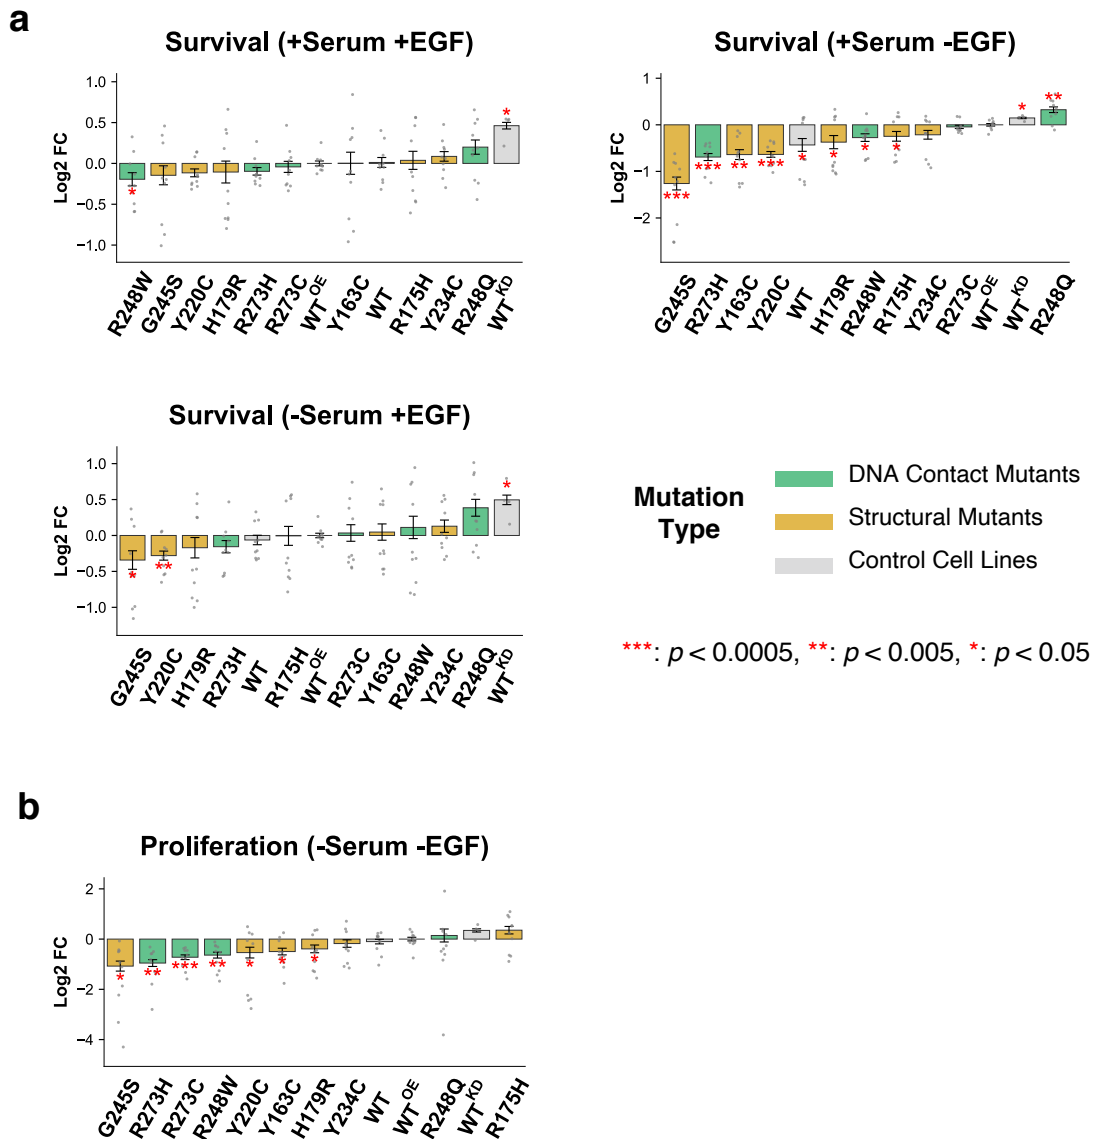 a
Survival (+Serum +EGF)
Log2 FC
1.0
0.5
0.0
−0.5
−1.0
R248W
G245S
Y220C
H179R
R273H
R273C
WT^OE
Y163C
WT
R175H
Y234C
R248Q
WT^KD
*
*
Survival (+Serum -EGF)
Log2 FC
1
0
−1
−2
G245S
R273H
Y163C
Y220C
WT
H179R
R248W
R175H
Y234C
R273C
WT^OE
WT^KD
R248Q
***
***
**
***
*
*
*
*
*
**
Survival (-Serum +EGF)
Log2 FC
1.0
0.5
0.0
−0.5
−1.0
G245S
Y220C
H179R
R273H
WT
R175H
WT^OE
R273C
Y163C
R248W
Y234C
R248Q
WT^KD
*
**
*
Mutation
Type
DNA Contact Mutants
Structural Mutants
Control Cell Lines
***: p < 0.0005, **: p < 0.005, *: p < 0.05
b
Proliferation (-Serum -EGF)
Log2 FC
2
0
−2
−4
G245S
R273H
R273C
R248W
Y220C
Y163C
H179R
Y234C
WT
WT^OE
R248Q
WT^KD
R175H
*
**
***
**
*
*
*